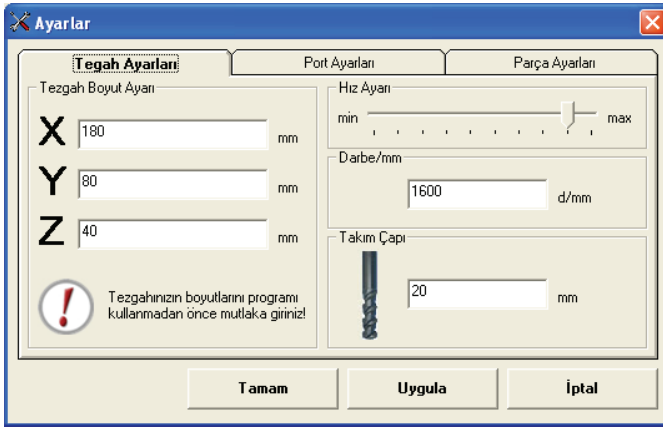 Ayarlar
Tegah Ayarları
Port Ayarları
Parça Ayarları
Tezgah Boyut Ayarı
X 180 mm
Y 80 mm
Z 40 mm
Tezgahınızın boyutlarını programı
kullanmadan önce mutlaka giriniz!
Hız Ayarı
min max
Darbe/mm
1600 d/mm
Takım Çapı
20 mm
Tamam
Uygula
İptal